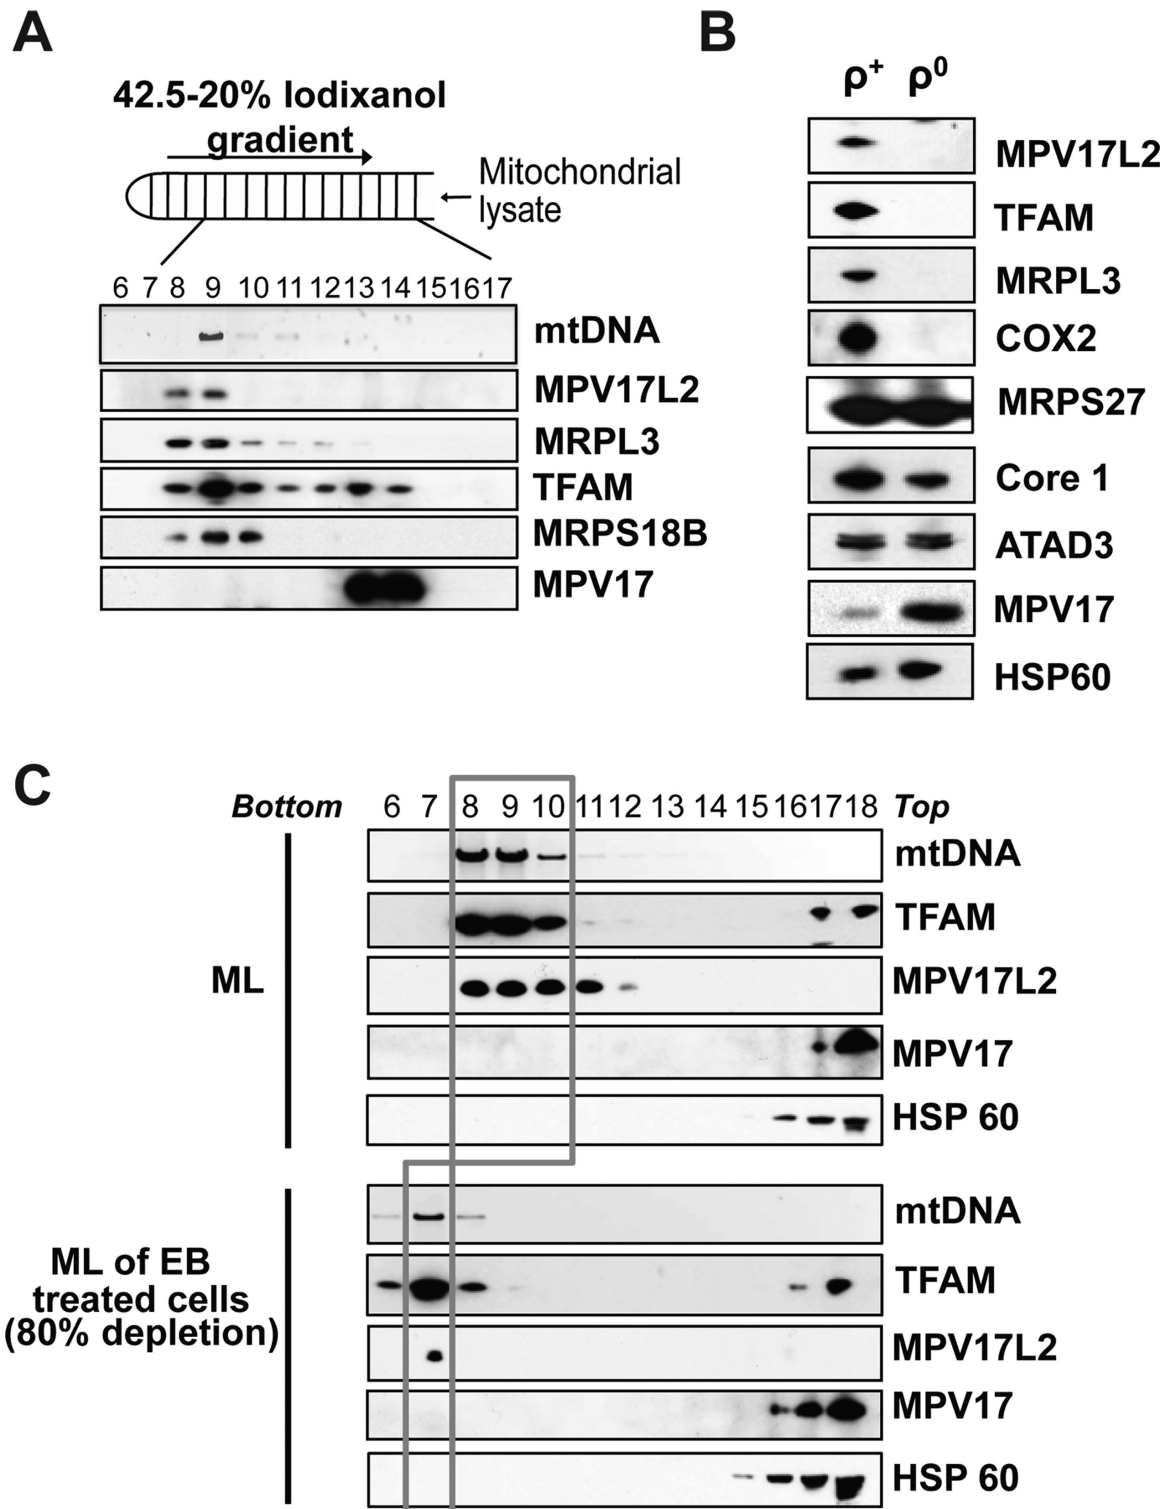 A
42.5-20% Iodixanol
gradient
Mitochondrial
lysate
6 7 8 9 10 11 12 13 14 15 16 17
mtDNA
MPV17L2
MRPL3
TFAM
MRPS18B
MPV17
B
ρ+ ρ0
MPV17L2
TFAM
MRPL3
COX2
MRPS27
Core 1
ATAD3
MPV17
HSP60
C
Bottom 6 7 8 9 10 11 12 13 14 15 16 17 18 Top
ML
mtDNA
TFAM
MPV17L2
MPV17
HSP 60
ML of EB
treated cells
(80% depletion)
mtDNA
TFAM
MPV17L2
MPV17
HSP 60